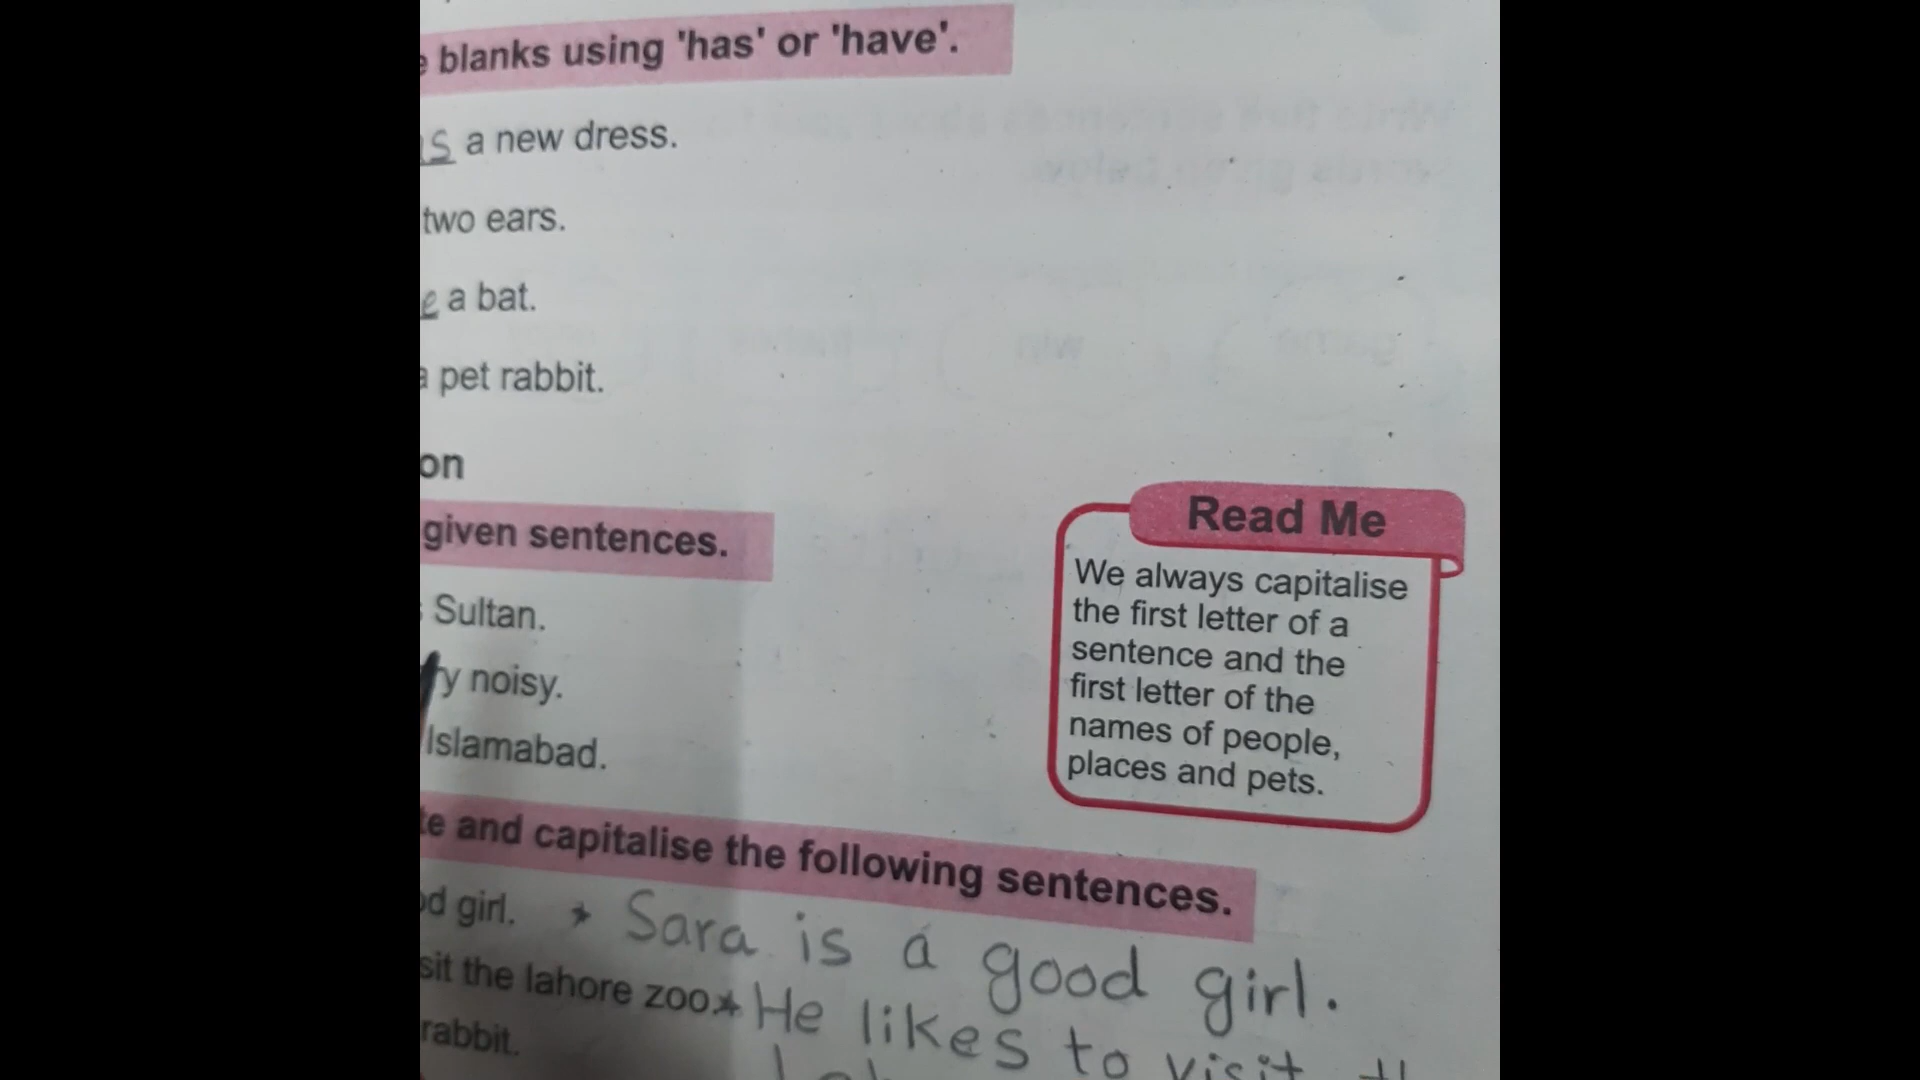 blanks using 'has' or 'have'.
a new dress.
two ears.
a bat.
pet rabbit.
given sentences.
Sultan.
noisy.
Islamabad.
Read Me
We always capitalise
the first letter of a
sentence and the
first letter of the
names of people,
places and pets.
and capitalise the following sentences.
girl. Sara is a good girl.
the lahore zoo He likes to visit
rabbit.